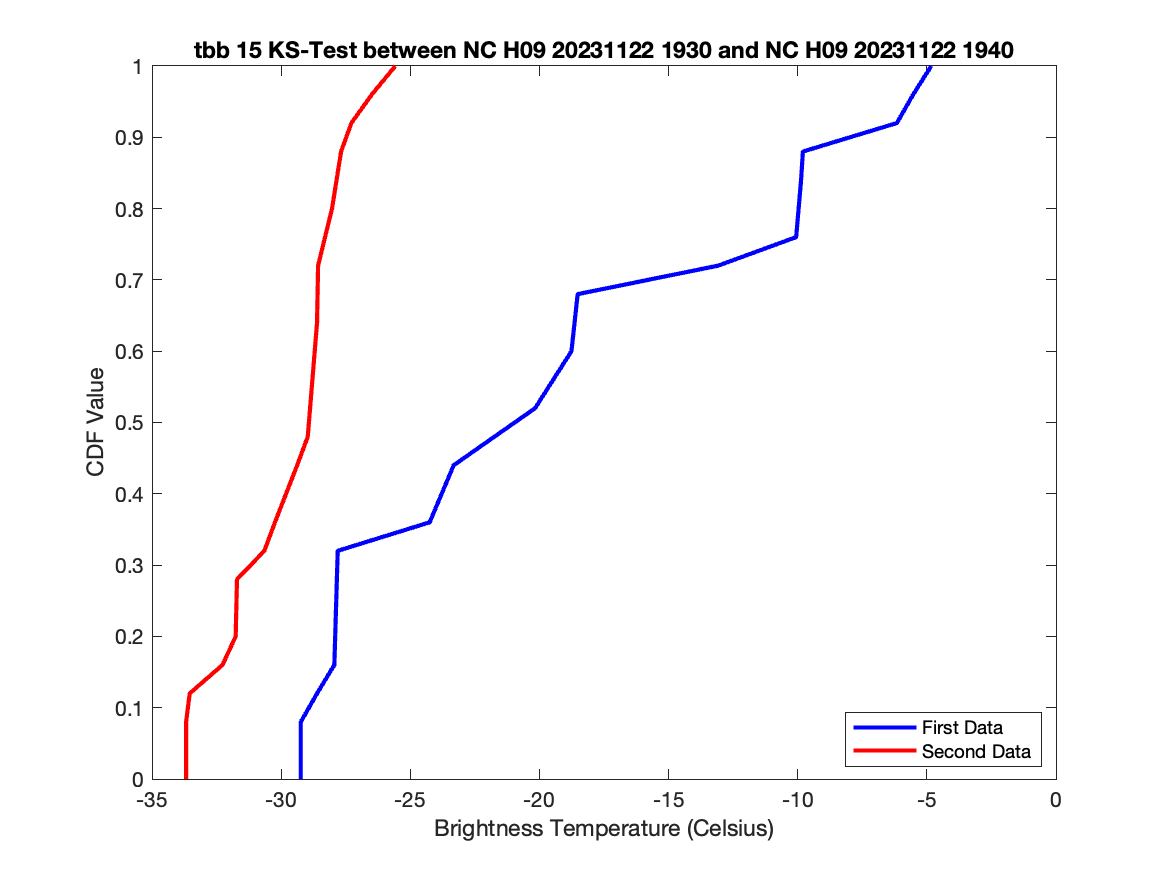 tbb 15 KS-Test between NC H09 20231122 1930 and NC H09 20231122 1940
1
0.9
0.8
0.7
0.6
0.5
0.4
0.3
0.2
0.1
0
CDF Value
First Data
Second Data
-35 -30 -25 -20 -15 -10 -5 0
Brightness Temperature (Celsius)